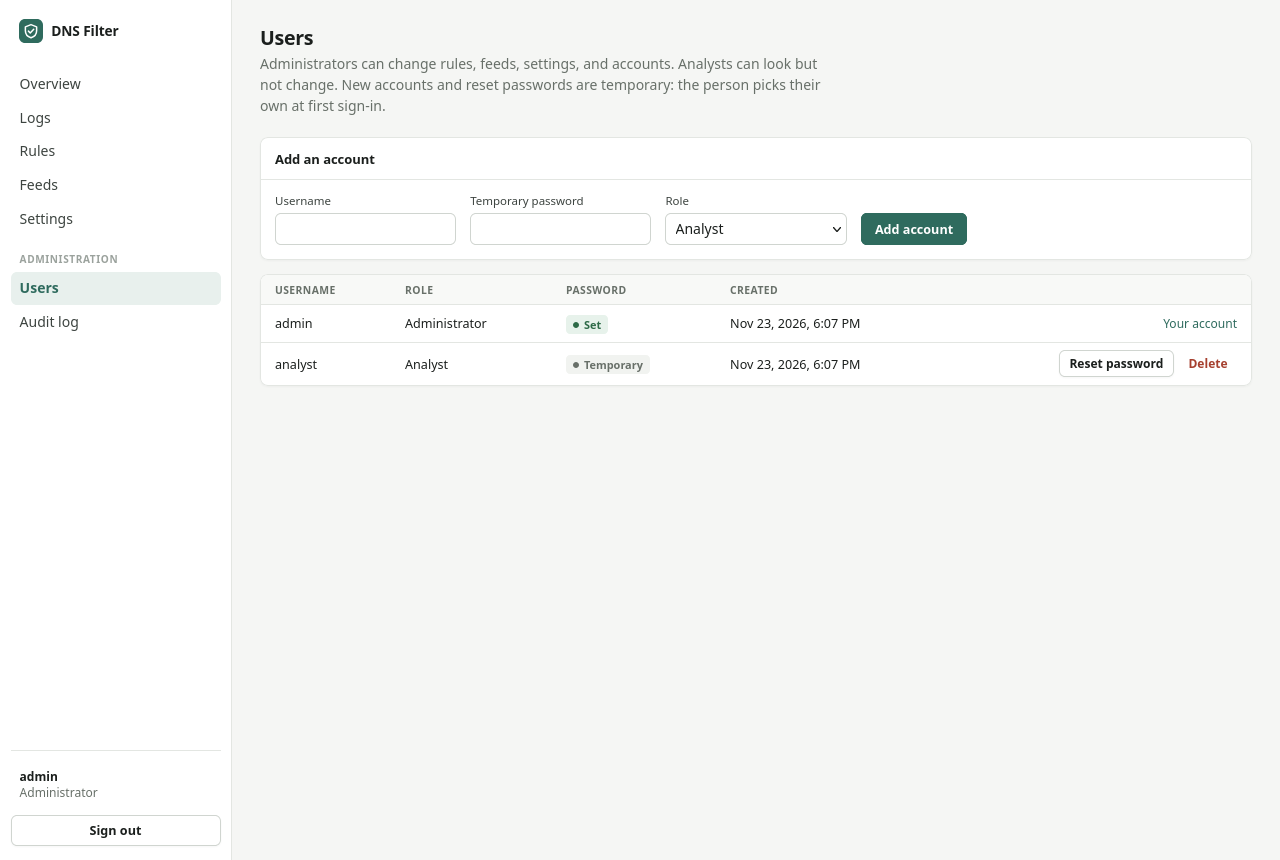 DNS Filter
Overview
Logs
Rules
Feeds
Settings
ADMINISTRATION
Users
Audit log
admin
Administrator
Sign out
Users
Administrators can change rules, feeds, settings, and accounts. Analysts can look but
not change. New accounts and reset passwords are temporary: the person picks their
own at first sign-in.
Add an account
Username Temporary password Role
Analyst Add account
USERNAME ROLE PASSWORD CREATED
admin Administrator Set Nov 23, 2026, 6:07 PM Your account
analyst Analyst Temporary Nov 23, 2026, 6:07 PM Reset password Delete